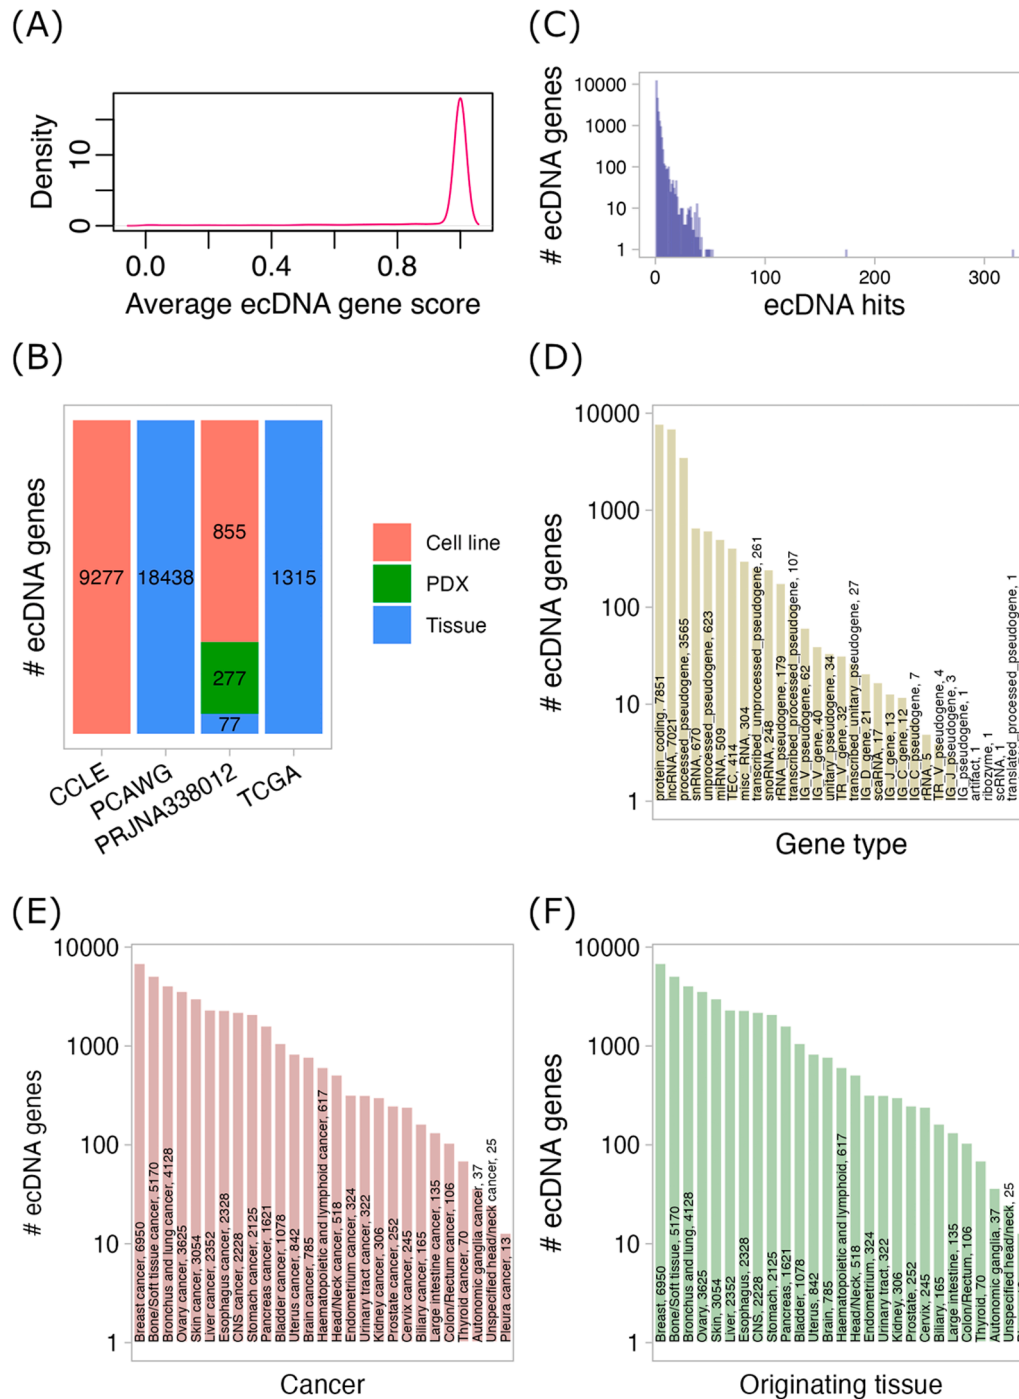 (A)
Density
10
0
0.0
0.4
0.8
Average ecDNA gene score
(C)
# ecDNA genes
10000
1000
100
10
1
0
100
200
300
ecDNA hits
(B)
# ecDNA genes
9277
18438
855
277
77
1315
CCLE
PCAWG
PRJNA338012
TCGA
Cell line
PDX
Tissue
(D)
# ecDNA genes
10000
1000
100
10
1
protein_coding, 7851
lncRNA, 7021
processed_pseudogene, 3565
snRNA, 670
unprocessed_pseudogene, 623
miRNA, 509
TEC, 414
misc_RNA, 304
transcribed_unprocessed_pseudogene, 261
snoRNA, 248
rRNA_pseudogene, 179
transcribed_processed_pseudogene, 107
IG_V_pseudogene, 62
IG_V_gene, 40
unitary_pseudogene, 34
TR_V_gene, 32
transcribed_unitary_pseudogene, 27
IG_D_gene, 21
scaRNA, 17
IG_J_gene, 13
IG_C_gene, 12
IG_C_pseudogene, 7
rRNA, 5
TR_V_pseudogene, 4
IG_J_pseudogene, 3
IG_pseudogene, 1
artifact, 1
ribozyme, 1
scRNA, 1
translated_processed_pseudogene, 1
Gene type
(E)
# ecDNA genes
10000
1000
100
10
1
Breast cancer, 6950
Bone/Soft tissue cancer, 5170
Bronchus and lung cancer, 4128
Ovary cancer, 3625
Skin cancer, 3054
Liver cancer, 2352
Esophagus cancer, 2328
CNS cancer, 2228
Stomach cancer, 2125
Pancreas cancer, 1621
Bladder cancer, 1078
Uterus cancer, 842
Brain cancer, 785
Haematopoietic and lymphoid cancer, 617
Head/Neck cancer, 518
Endometrium cancer, 324
Urinary tract cancer, 322
Kidney cancer, 306
Prostate cancer, 252
Cervix cancer, 245
Biliary cancer, 165
Large intestine cancer, 135
Colon/Rectum cancer, 106
Thyroid cancer, 70
Autonomic ganglia cancer, 37
Unspecified head/neck cancer, 25
Pleura cancer, 13
Cancer
(F)
# ecDNA genes
10000
1000
100
10
1
Breast, 6950
Bone/Soft tissue, 5170
Bronchus and lung, 4128
Ovary, 3625
Skin, 3054
Liver, 2352
Esophagus, 2328
CNS, 2228
Stomach, 2125
Pancreas, 1621
Bladder, 1078
Uterus, 842
Brain, 785
Haematopoietic and lymphoid, 617
Head/Neck, 518
Endometrium, 324
Urinary tract, 322
Kidney, 306
Prostate, 252
Cervix, 245
Biliary, 165
Large intestine, 135
Colon/Rectum, 106
Thyroid, 70
Autonomic ganglia, 37
Unspecified head/neck, 25
Originating tissue